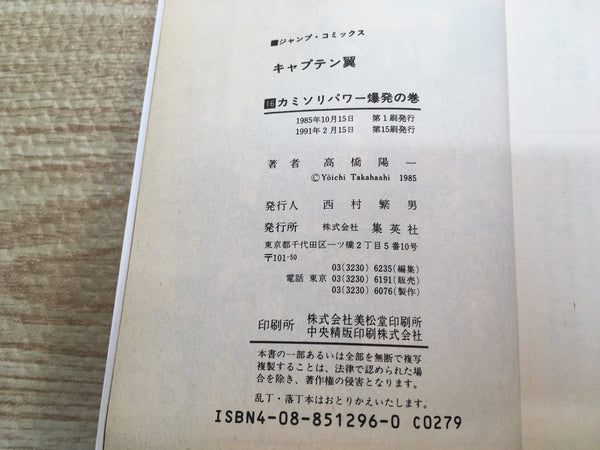 ■ジャンプ・コミックス
キャプテン翼
16 カミソリパワー爆発の巻
1985年10月15日 第1刷発行
1991年2月15日 第15刷発行
著者 高橋陽一
©Yōichi Takahashi 1985
発行人 西村繁男
発行所 株式会社 集英社
東京都千代田区一ツ橋2丁目5番10号
〒101-50
03(3230)6235(編集)
電話 東京 03(3230)6191(販売)
03(3230)6076(製作)
印刷所 株式会社美松堂印刷所
中央精版印刷株式会社
本書の一部あるいは全部を無断で複写
複製することは、法律で認められた場
合を除き、著作権の侵害となります。
乱丁・落丁本はおとりかえいたします。
ISBN4-08-851296-0 C0279